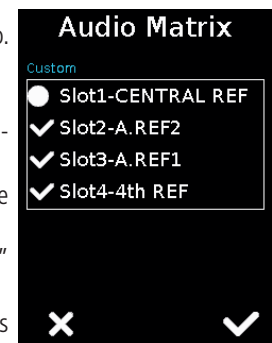 Audio Matrix
Custom
Slot1-CENTRAL REF
Slot2-A.REF2
Slot3-A.REF1
Slot4-4th REF